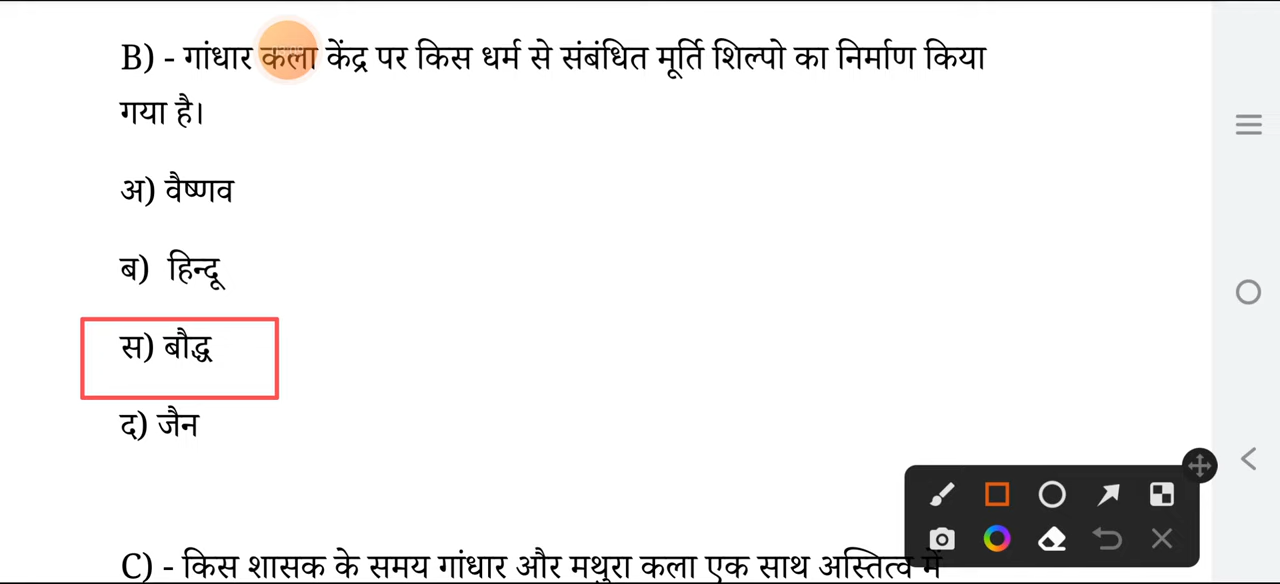 B) - गांधार कला केंद्र पर किस धर्म से संबंधित मूर्ति शिल्पो का निर्माण किया
गया है।
अ) वैष्णव
ब) हिन्दू
स) बौद्ध
द) जैन
C) - किस शासक के समय गांधार और मथुरा कला एक साथ अस्तित्व में